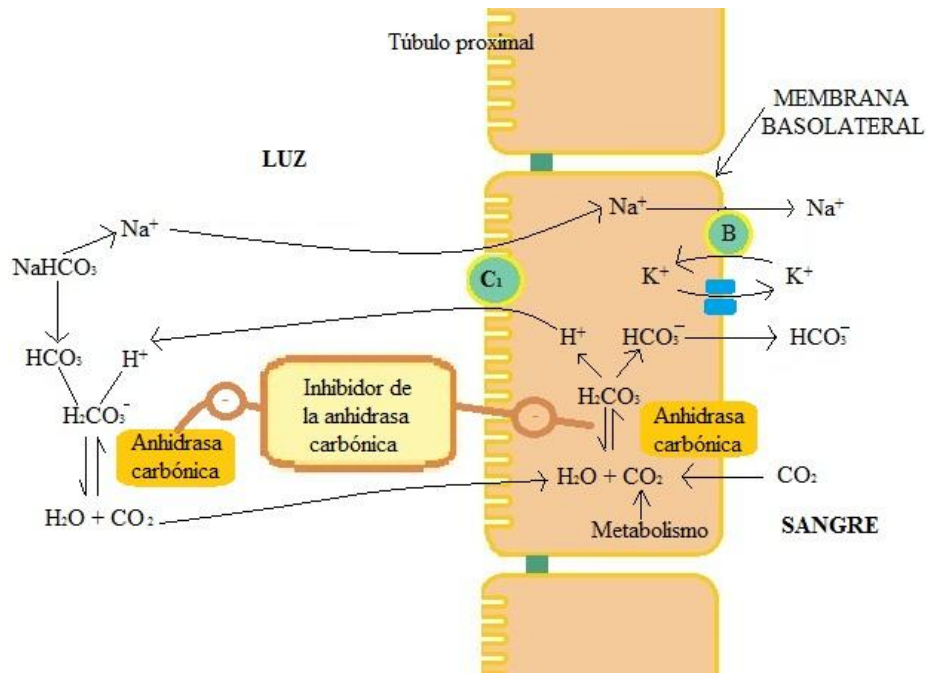 Túbulo proximal
MEMBRANA
BASOLATERAL
LUZ
Na⁺
Na⁺
Na⁺
B
NaHCO₃
K⁺
K⁺
C₁
HCO₃
H⁺
H⁺
HCO₃⁻
HCO₃⁻
H₂CO₃⁻
Inhibidor de
la anhidrasa
carbónica
-
-
H₂CO₃
Anhidrasa
carbónica
Anhidrasa
carbónica
H₂O + CO₂
H₂O + CO₂
CO₂
Metabolismo
SANGRE